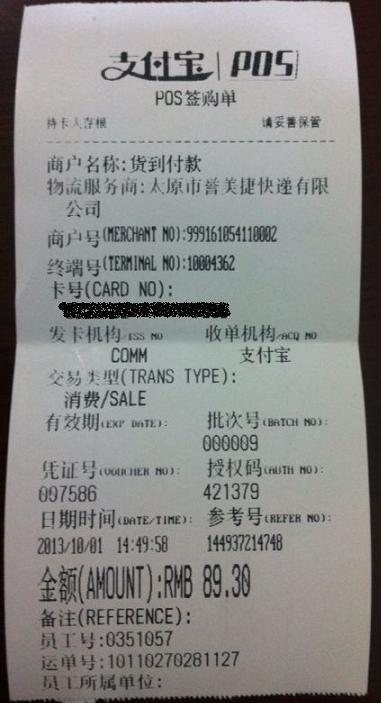 支付宝 | POS
POS签购单
持卡人存根 请妥善保管
商户名称:货到付款
物流服务商:太原市誉美捷快递有限
公司
商户号(MERCHANT NO):999161054110002
终端号(TERMINAL NO):10004362
卡号(CARD NO):
发卡机构/ISS NO 收单机构/ACQ NO
COMM 支付宝
交易类型(TRANS TYPE):
消费/SALE
有效期(EXP DATE): 批次号(BATCH NO):
000009
凭证号(VOUCHER NO): 授权码(AUTH NO):
007586 421379
日期时间(DATE/TIME): 参考号(REFER NO):
2013/10/01 14:49:58 144937214748
金额(AMOUNT):RMB 89.30
备注(REFERENCE):
员工号:0351057
运单号:10110270281127
员工所属单位: